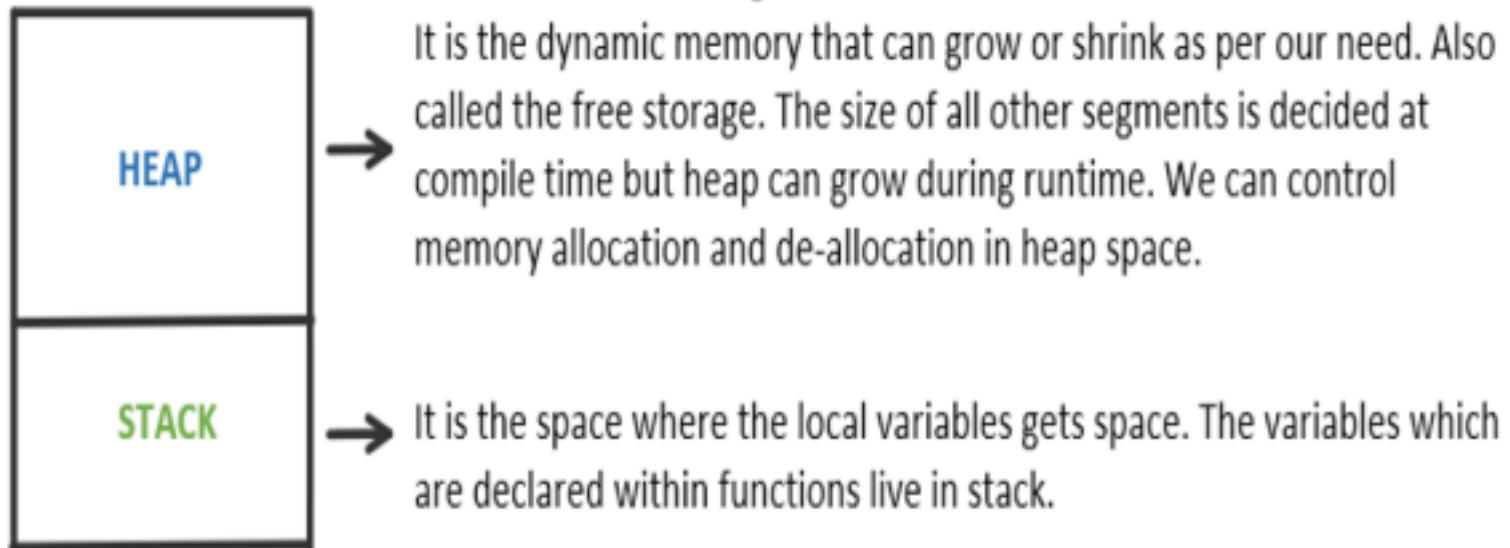 It is the dynamic memory that can grow or shrink as per our need. Also
called the free storage. The size of all other segments is decided at
HEAP
compile time but heap can grow during runtime. We can control
memory allocation and de-allocation in heap space.
STACK
It is the space where the local variables gets space. The variables which
are declared within functions live in stack.